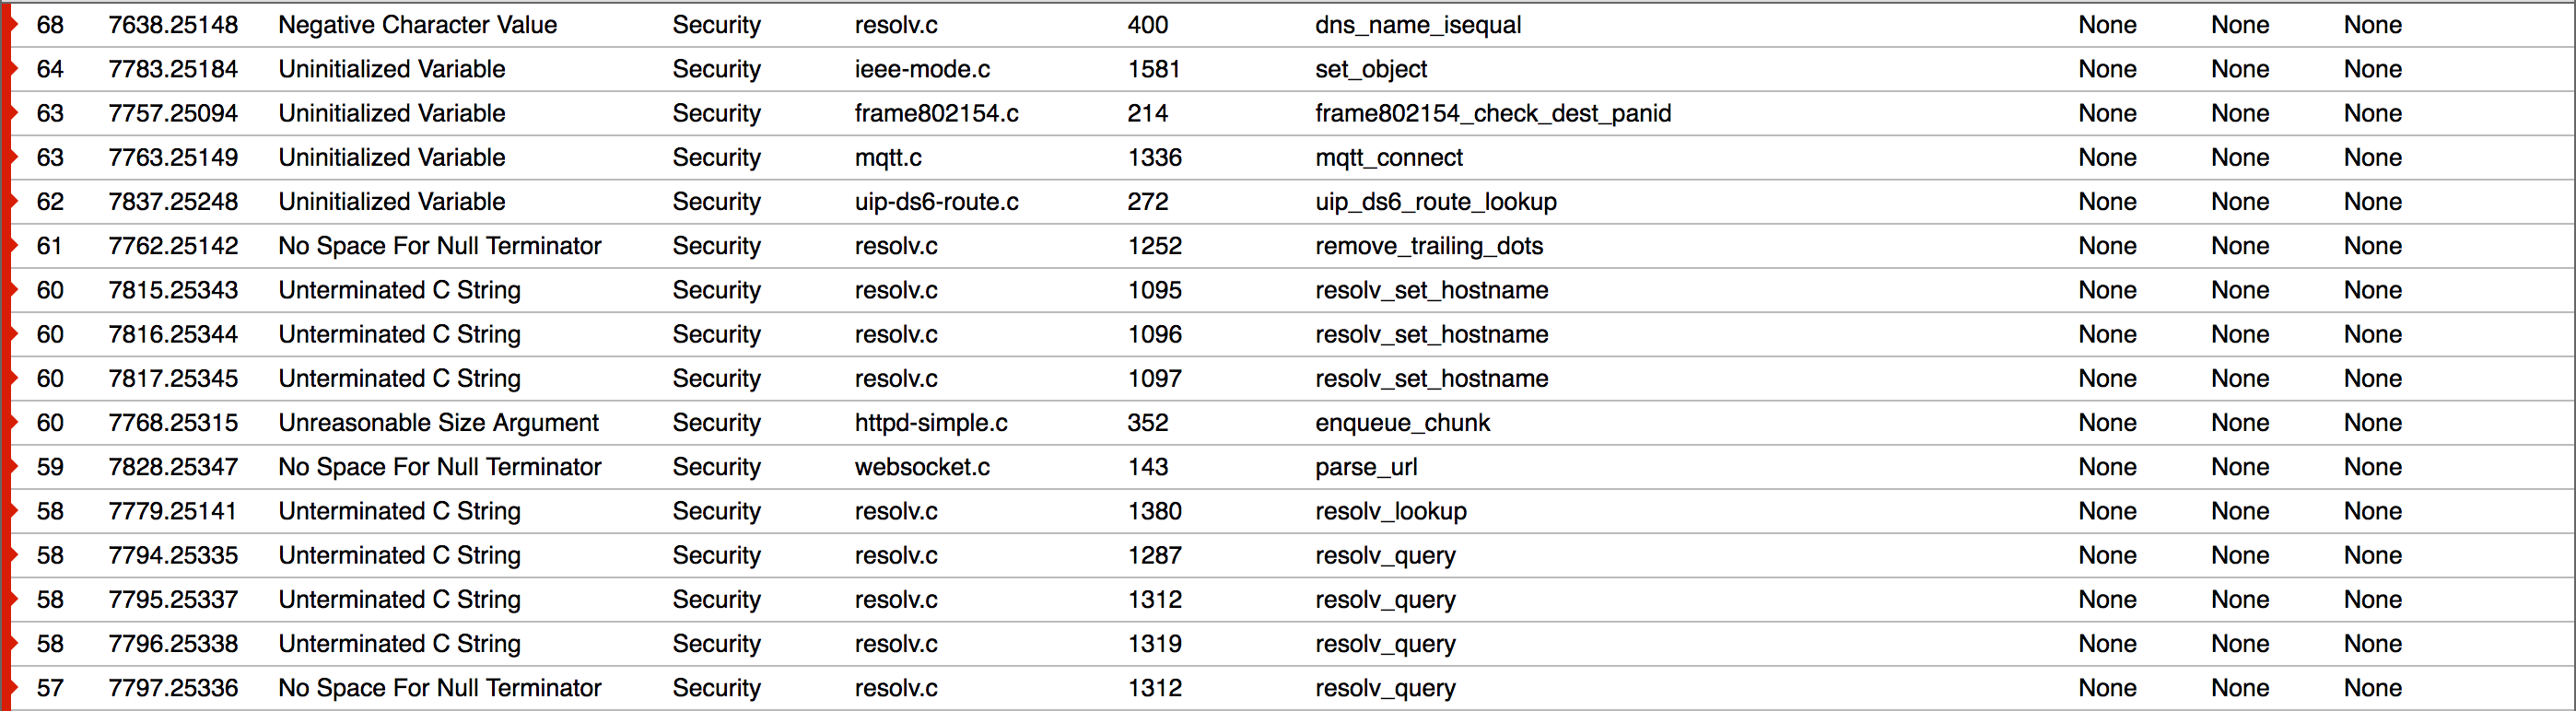 68 7638.25148 Negative Character Value Security resolv.c 400 dns_name_isequal None None None
64 7783.25184 Uninitialized Variable Security ieee-mode.c 1581 set_object None None None
63 7757.25094 Uninitialized Variable Security frame802154.c 214 frame802154_check_dest_panid None None None
63 7763.25149 Uninitialized Variable Security mqtt.c 1336 mqtt_connect None None None
62 7837.25248 Uninitialized Variable Security uip-ds6-route.c 272 uip_ds6_route_lookup None None None
61 7762.25142 No Space For Null Terminator Security resolv.c 1252 remove_trailing_dots None None None
60 7815.25343 Unterminated C String Security resolv.c 1095 resolv_set_hostname None None None
60 7816.25344 Unterminated C String Security resolv.c 1096 resolv_set_hostname None None None
60 7817.25345 Unterminated C String Security resolv.c 1097 resolv_set_hostname None None None
60 7768.25315 Unreasonable Size Argument Security httpd-simple.c 352 enqueue_chunk None None None
59 7828.25347 No Space For Null Terminator Security websocket.c 143 parse_url None None None
58 7779.25141 Unterminated C String Security resolv.c 1380 resolv_lookup None None None
58 7794.25335 Unterminated C String Security resolv.c 1287 resolv_query None None None
58 7795.25337 Unterminated C String Security resolv.c 1312 resolv_query None None None
58 7796.25338 Unterminated C String Security resolv.c 1319 resolv_query None None None
57 7797.25336 No Space For Null Terminator Security resolv.c 1312 resolv_query None None None